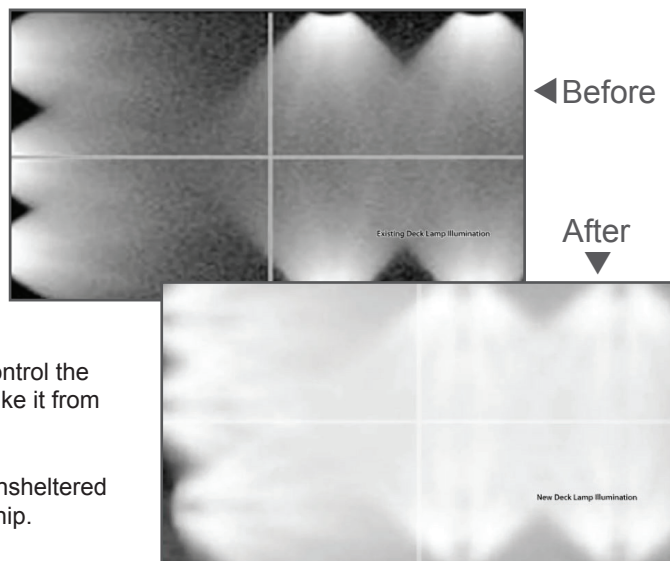 Before
Existing Deck Lamp Illumination
After
ontrol the
ke it from
nsheltered
hip.
New Deck Lamp Illumination